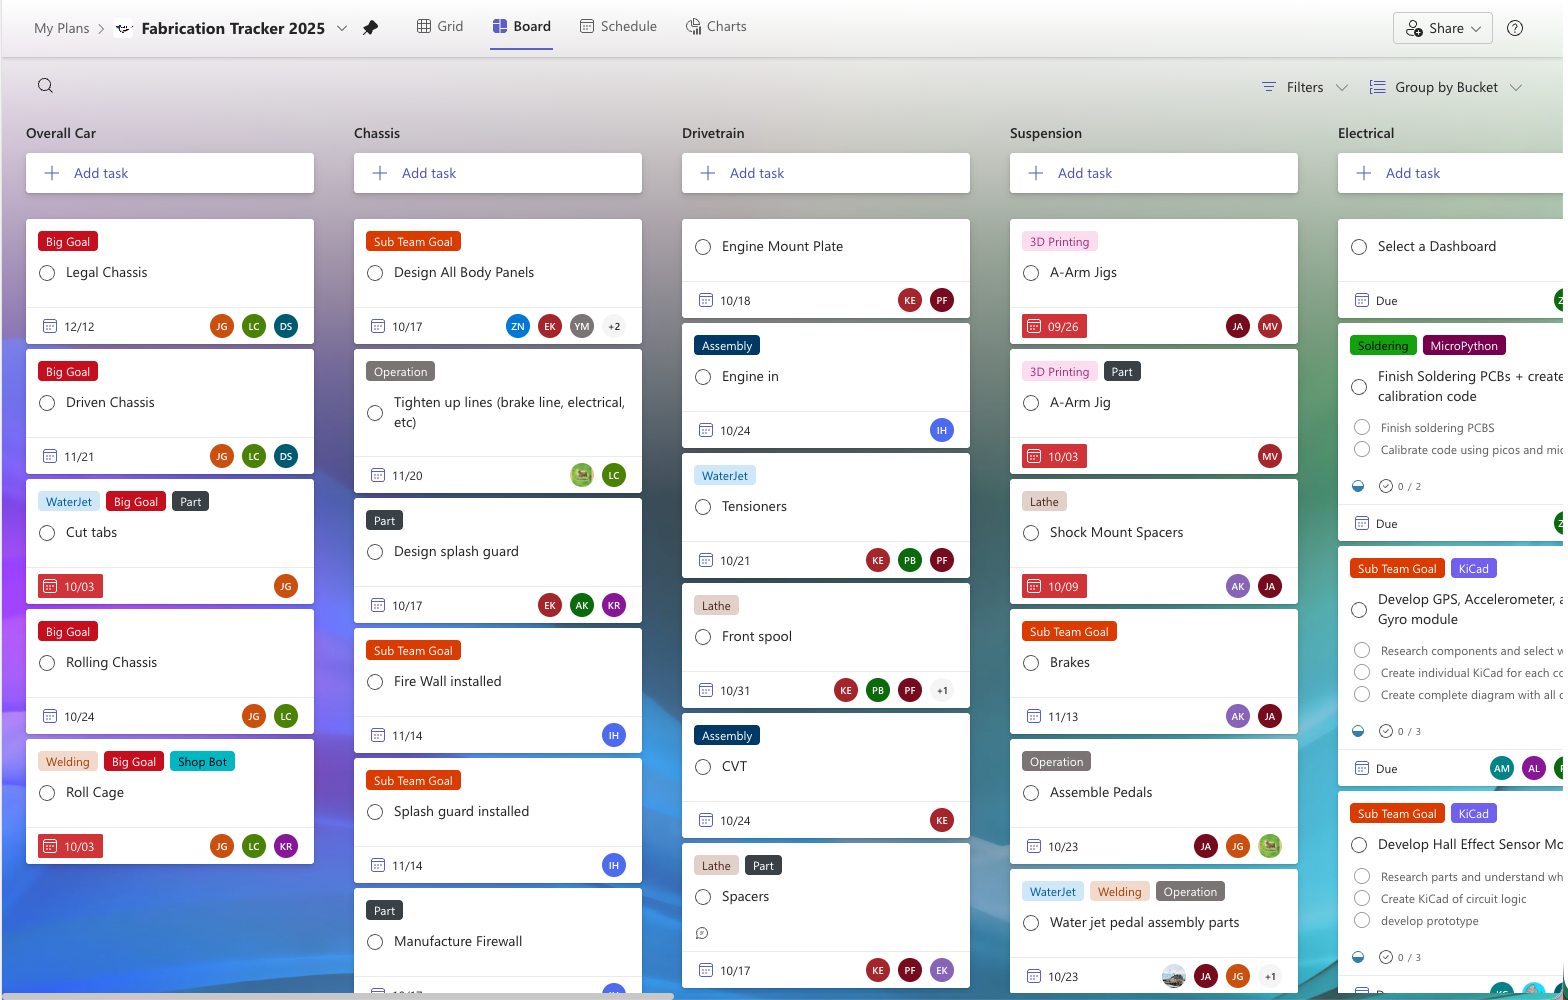 My Plans
Fabrication Tracker 2025
Grid
Board
Schedule
Charts
Share
Filters
Group by Bucket
Overall Car
Add task
Big Goal
Legal Chassis
12/12
JG LC DS
Big Goal
Driven Chassis
11/21
JG LC DS
WaterJet Big Goal Part
Cut tabs
10/03
JG
Big Goal
Rolling Chassis
10/24
JG LC
Welding Big Goal Shop Bot
Roll Cage
10/03
JG LC KR
Chassis
Add task
Sub Team Goal
Design All Body Panels
10/17
ZN EK YM +2
Operation
Tighten up lines (brake line, electrical,
etc)
11/20
LC
Part
Design splash guard
10/17
EK AK KR
Sub Team Goal
Fire Wall installed
11/14
IH
Sub Team Goal
Splash guard installed
11/14
IH
Part
Manufacture Firewall
Drivetrain
Add task
Engine Mount Plate
10/18
KE PF
Assembly
Engine in
10/24
IH
WaterJet
Tensioners
10/21
KE PB PF
Lathe
Front spool
10/31
KE PB PF +1
Assembly
CVT
10/24
KE
Lathe Part
Spacers
10/17
KE PF EK
Suspension
Add task
3D Printing
A-Arm Jigs
09/26
JA MV
3D Printing Part
A-Arm Jig
10/03
MV
Lathe
Shock Mount Spacers
10/09
AK JA
Sub Team Goal
Brakes
11/13
AK JA
Operation
Assemble Pedals
10/23
JA JG
WaterJet Welding Operation
Water jet pedal assembly parts
10/23
JA JG +1
Electrical
Add task
Select a Dashboard
Due
Soldering MicroPython
Finish Soldering PCBs + create
calibration code
Finish soldering PCBS
Calibrate code using picos and mic
0 / 2
Due
Sub Team Goal KiCad
Develop GPS, Accelerometer, a
Gyro module
Research components and select w
Create individual KiCad for each co
Create complete diagram with all c
0 / 3
Due
AM AL
Sub Team Goal KiCad
Develop Hall Effect Sensor Mo
Research parts and understand wh
Create KiCad of circuit logic
develop prototype
0 / 3